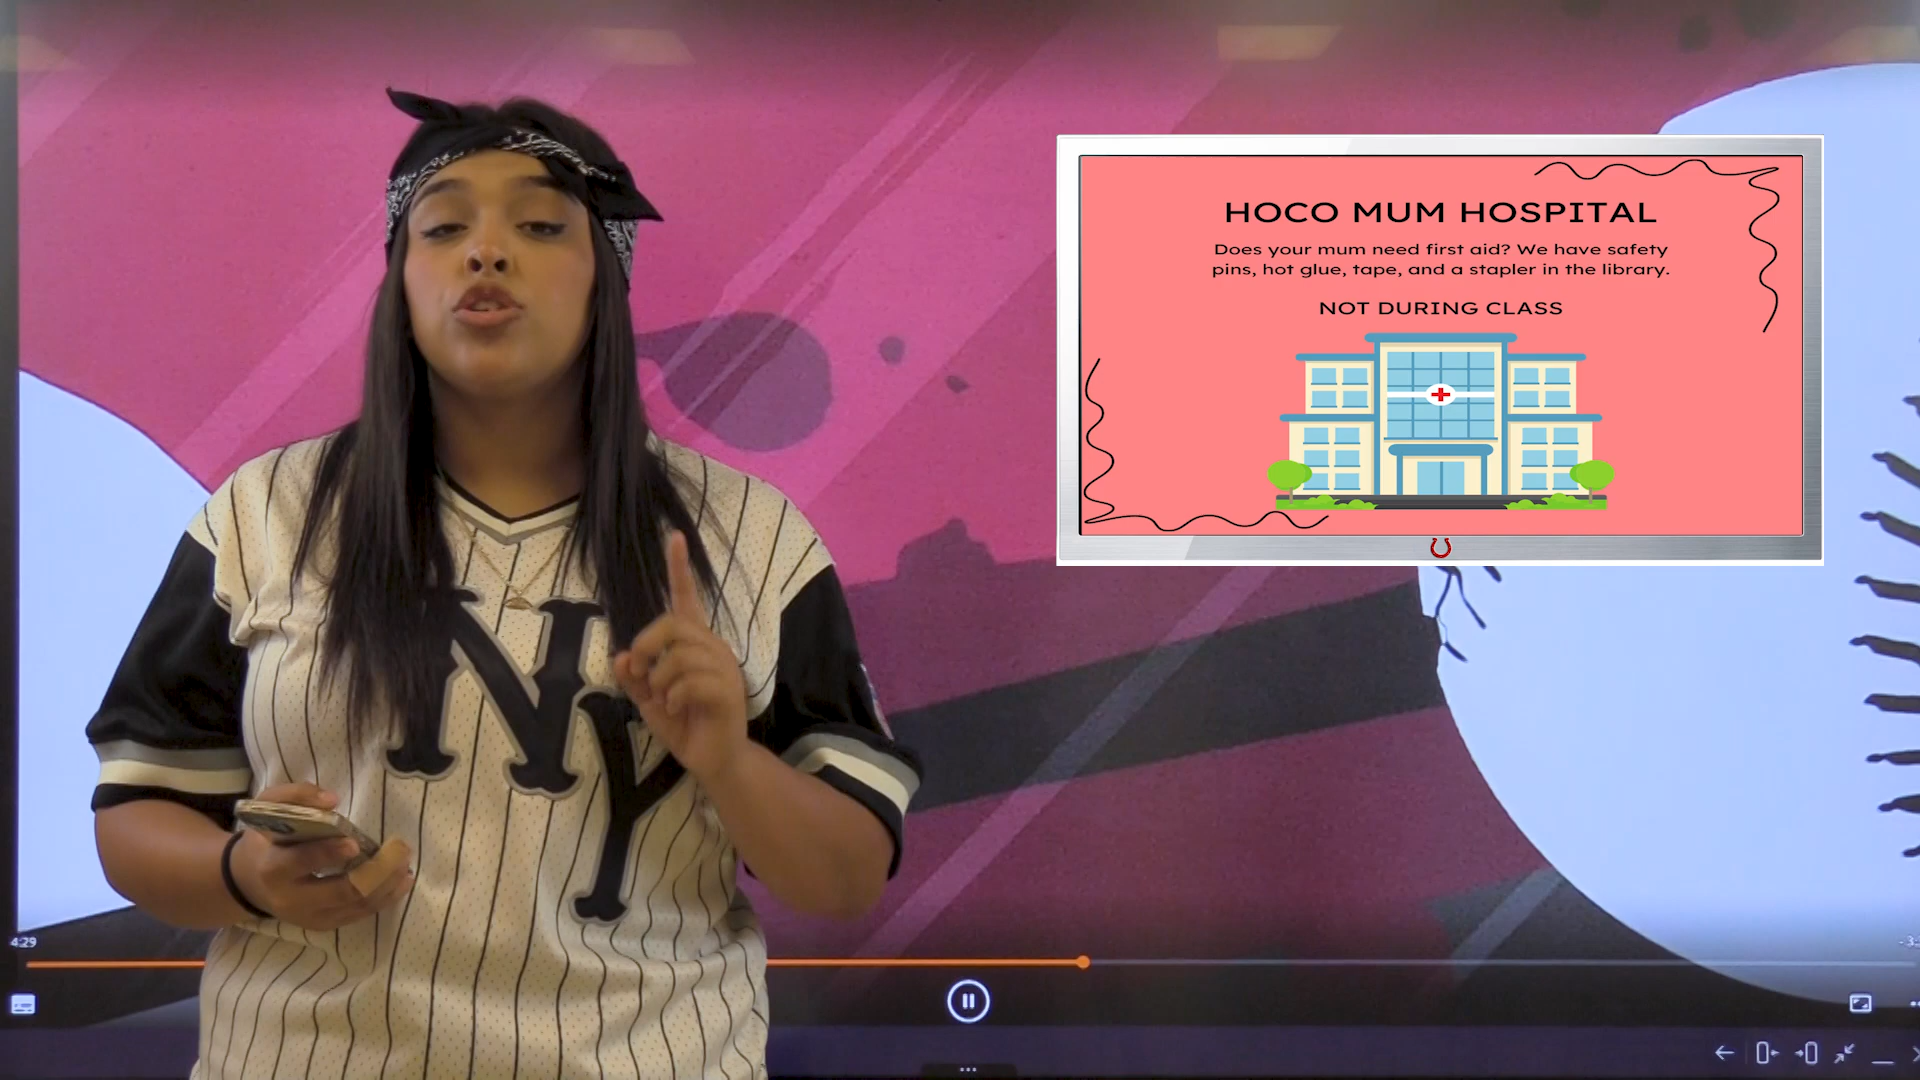 HOCO MUM HOSPITAL
Does your mum need first aid? We have safety
pins, hot glue, tape, and a stapler in the library.
NOT DURING CLASS
NY
4:29